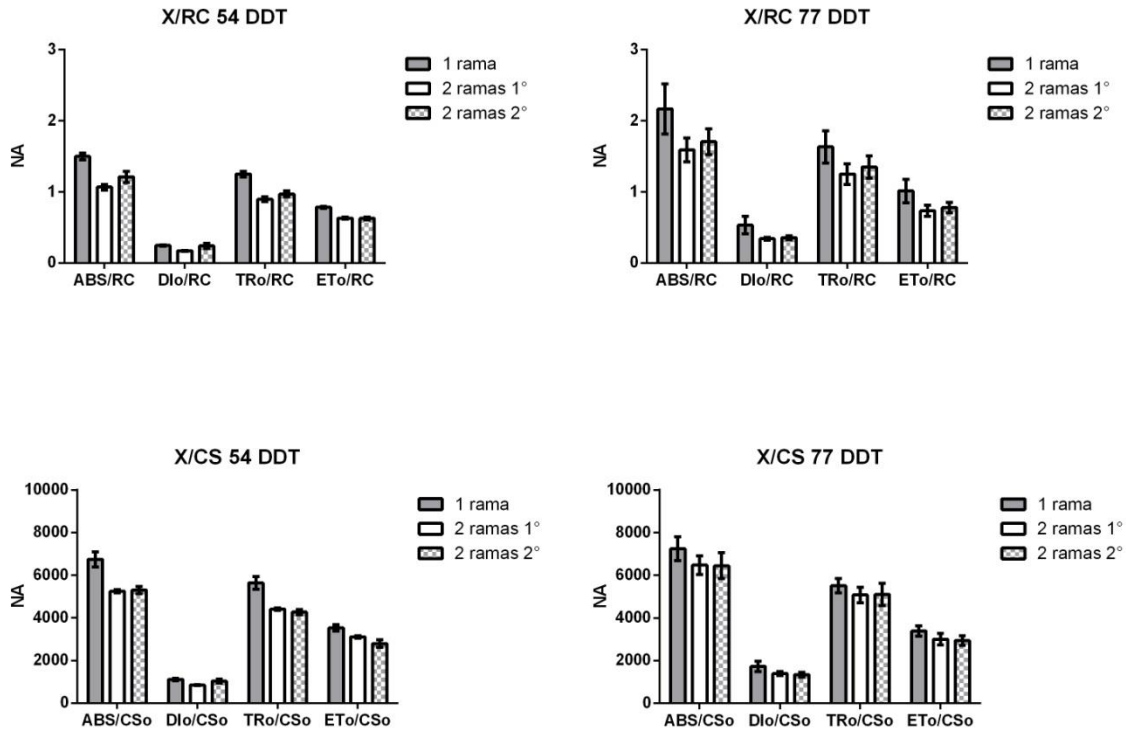 X/RC 54 DDT
3
2
1
0
NA
ABS/RC DIo/RC TRo/RC ETo/RC
1 rama
2 ramas 1°
2 ramas 2°
X/RC 77 DDT
3
2
1
0
NA
ABS/RC DIo/RC TRo/RC ETo/RC
1 rama
2 ramas 1°
2 ramas 2°
X/CS 54 DDT
10000
8000
6000
4000
2000
0
NA
ABS/CSo DIo/CSo TRo/CSo ETo/CSo
1 rama
2 ramas 1°
2 ramas 2°
X/CS 77 DDT
10000
8000
6000
4000
2000
0
NA
ABS/CSo DIo/CSo TRo/CSo ETo/CSo
1 rama
2 ramas 1°
2 ramas 2°